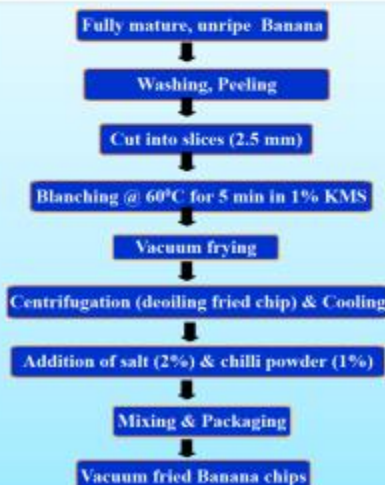 Fully mature, unripe Banana
Washing, Peeling
Cut into slices (2.5 mm)
Blanching @ 60⁰C for 5 min in 1% KMS
Vacuum frying
Centrifugation (deoiling fried chip) & Cooling
Addition of salt (2%) & chilli powder (1%)
Mixing & Packaging
Vacuum fried Banana chips